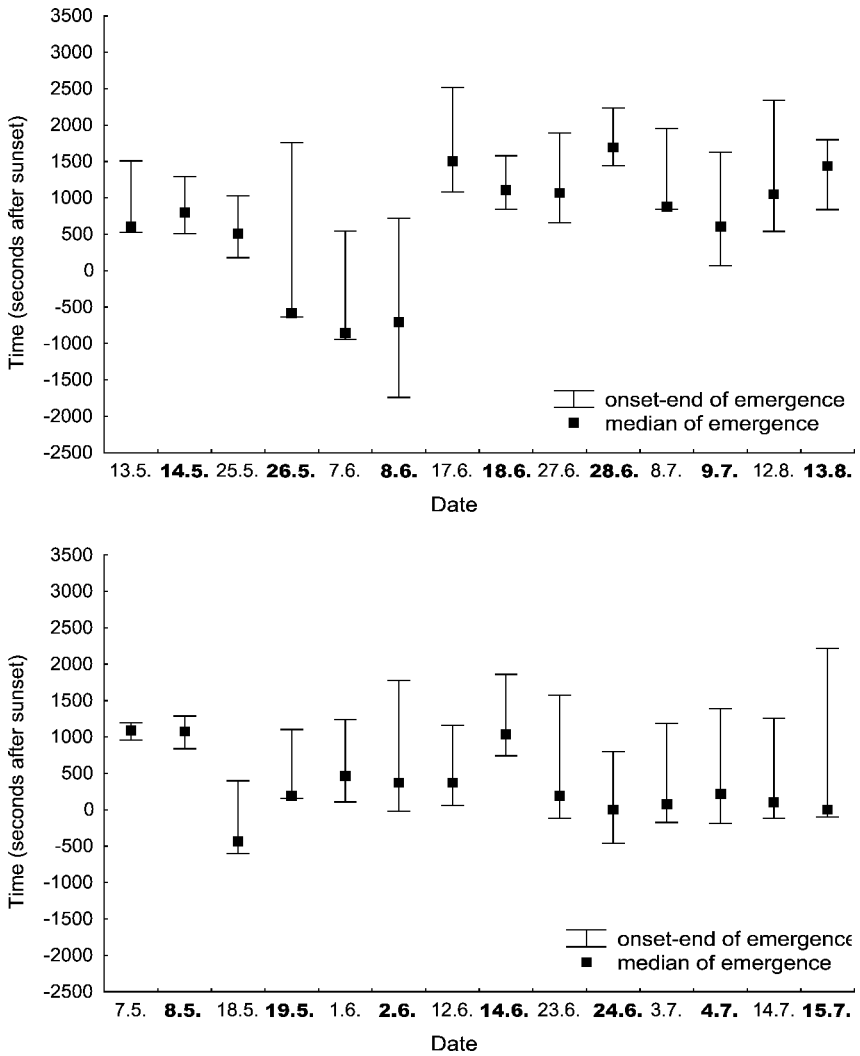 3500
3000
2500
2000
1500
1000
500
0
-500
-1000
-1500
-2000
-2500
Time (seconds after sunset)
onset-end of emergence
median of emergence
13.5. 14.5. 25.5. 26.5. 7.6. 8.6. 17.6. 18.6. 27.6. 28.6. 8.7. 9.7. 12.8. 13.8.
Date
3500
3000
2500
2000
1500
1000
500
0
-500
-1000
-1500
-2000
-2500
Time (seconds after sunset)
onset-end of emergence
median of emergence
7.5. 8.5. 18.5. 19.5. 1.6. 2.6. 12.6. 14.6. 23.6. 24.6. 3.7. 4.7. 14.7. 15.7.
Date